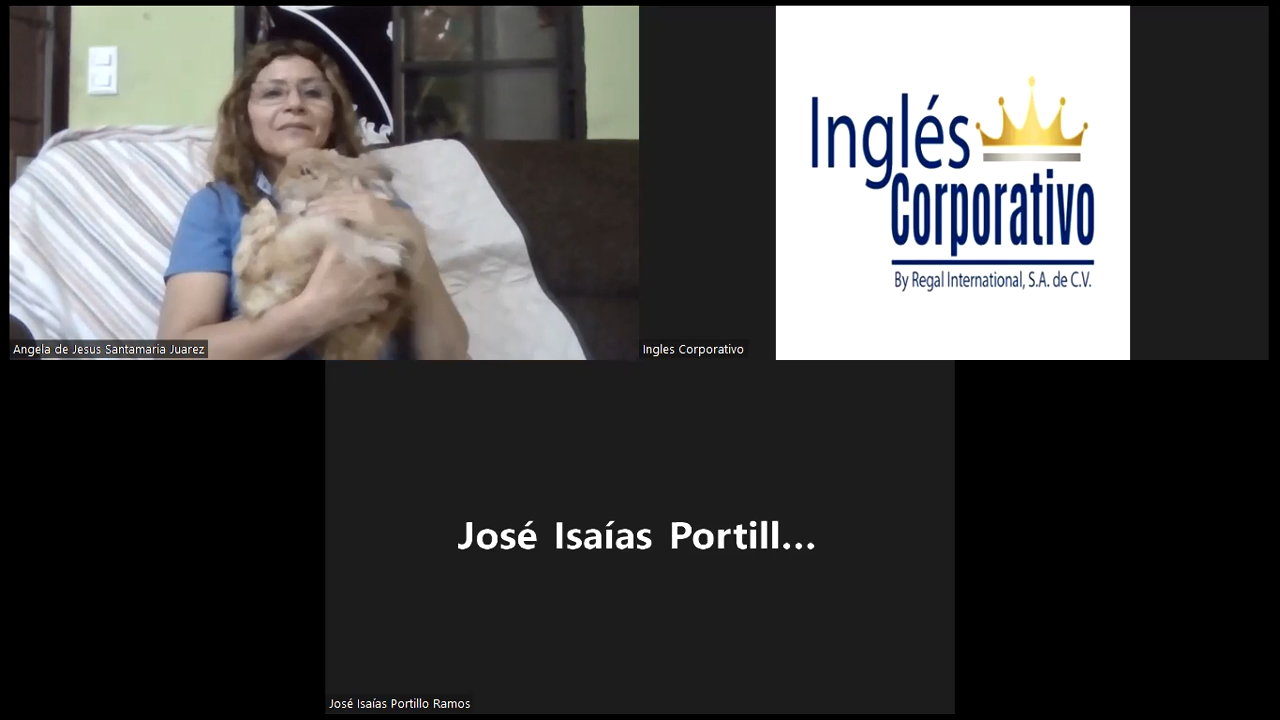 Angela de Jesus Santamaria Juarez
Inglés
Corporativo
By Regal International, S.A. de C.V.
Ingles Corporativo
José Isaías Portill...
José Isaías Portillo Ramos